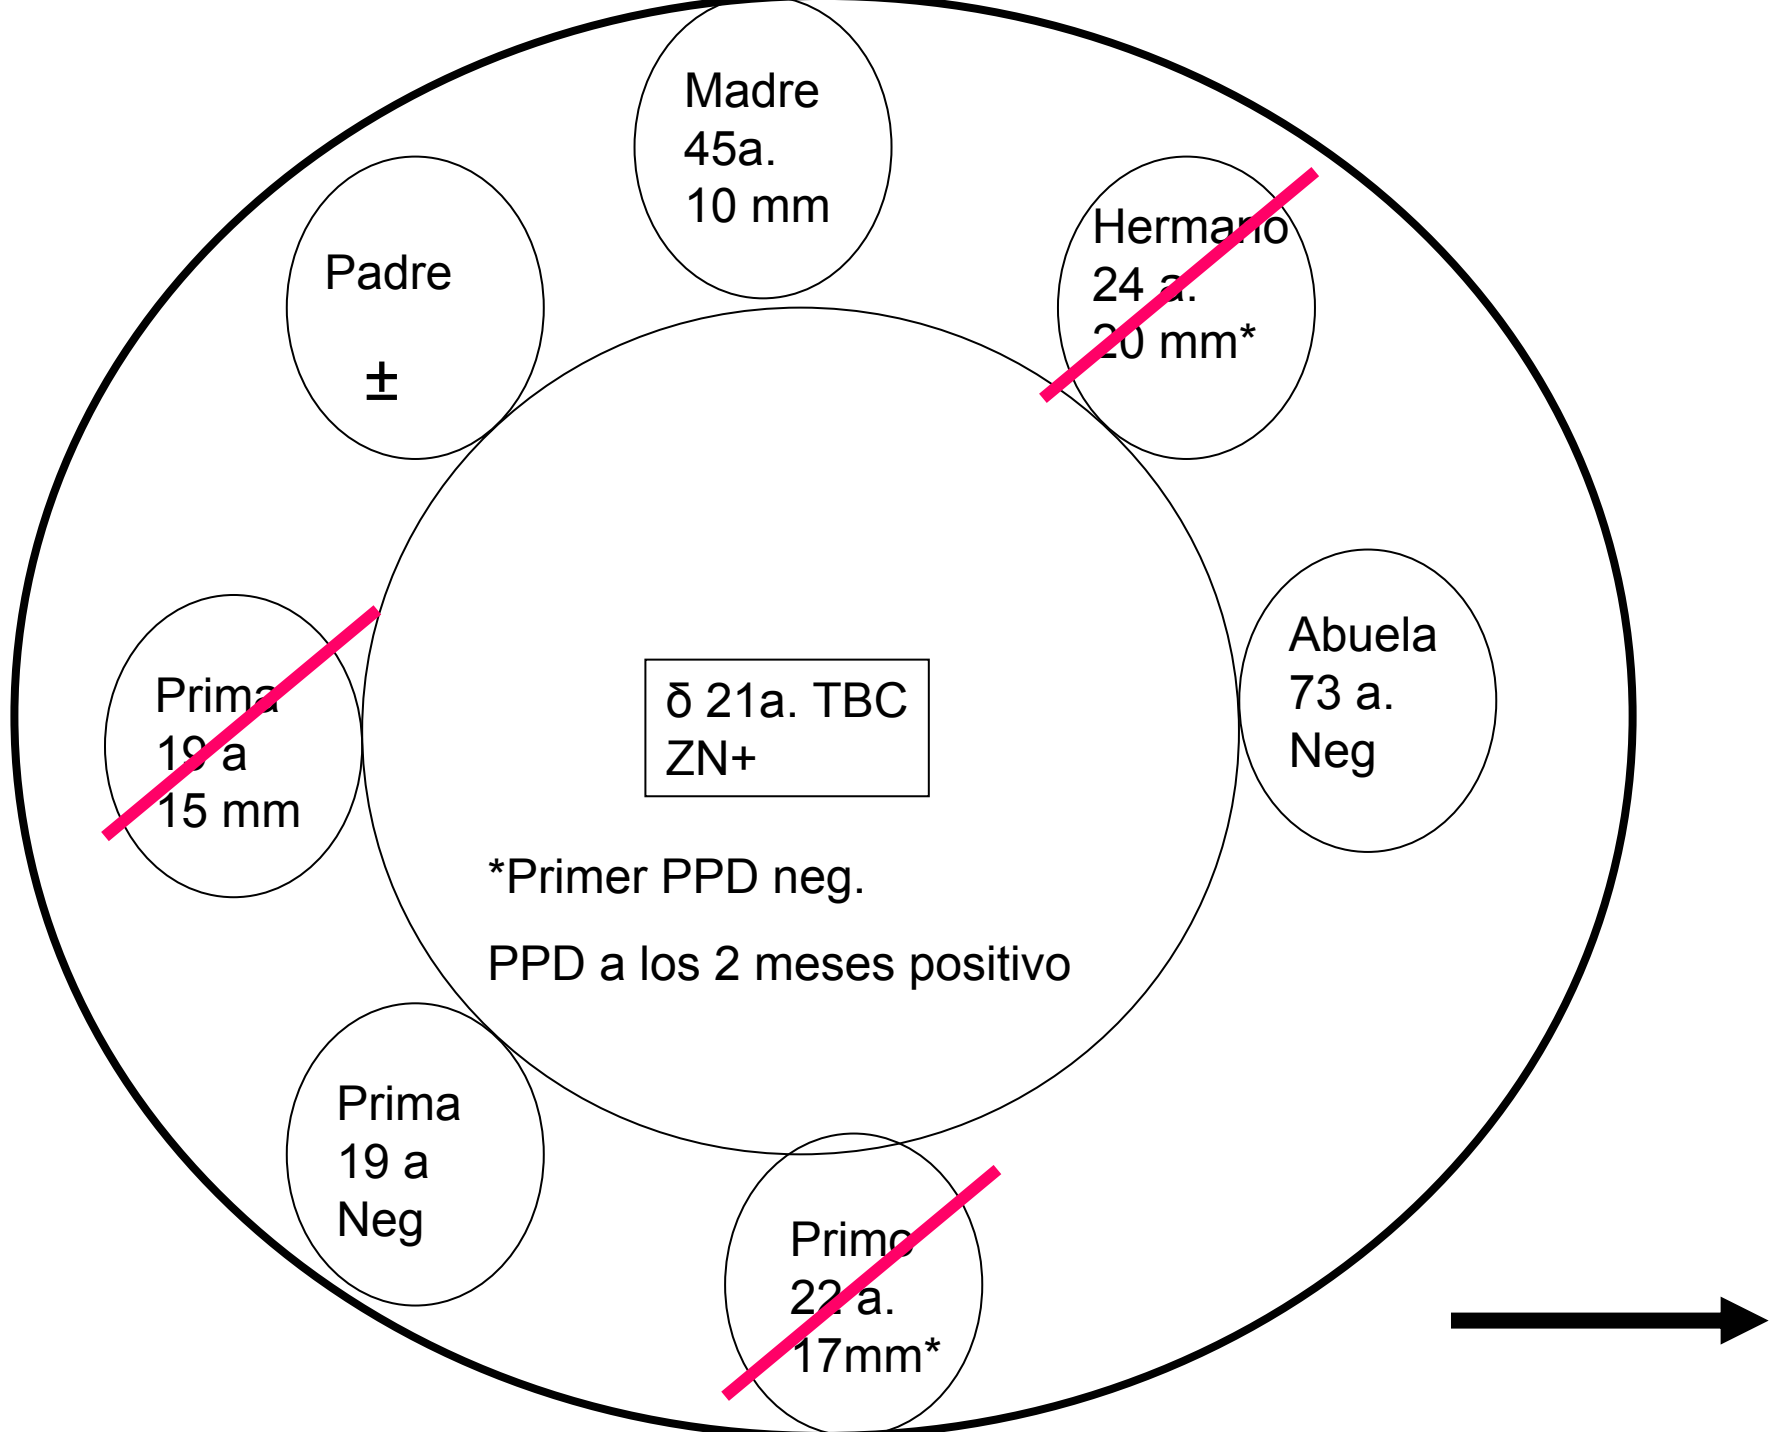 Madre
45a.
10 mm
Hermano
24 a.
20 mm*
Padre
±
Abuela
73 a.
Neg
Prima
19 a
15 mm
δ 21a. TBC
ZN+
*Primer PPD neg.
PPD a los 2 meses positivo
Prima
19 a
Neg
Primo
22 a.
17mm*